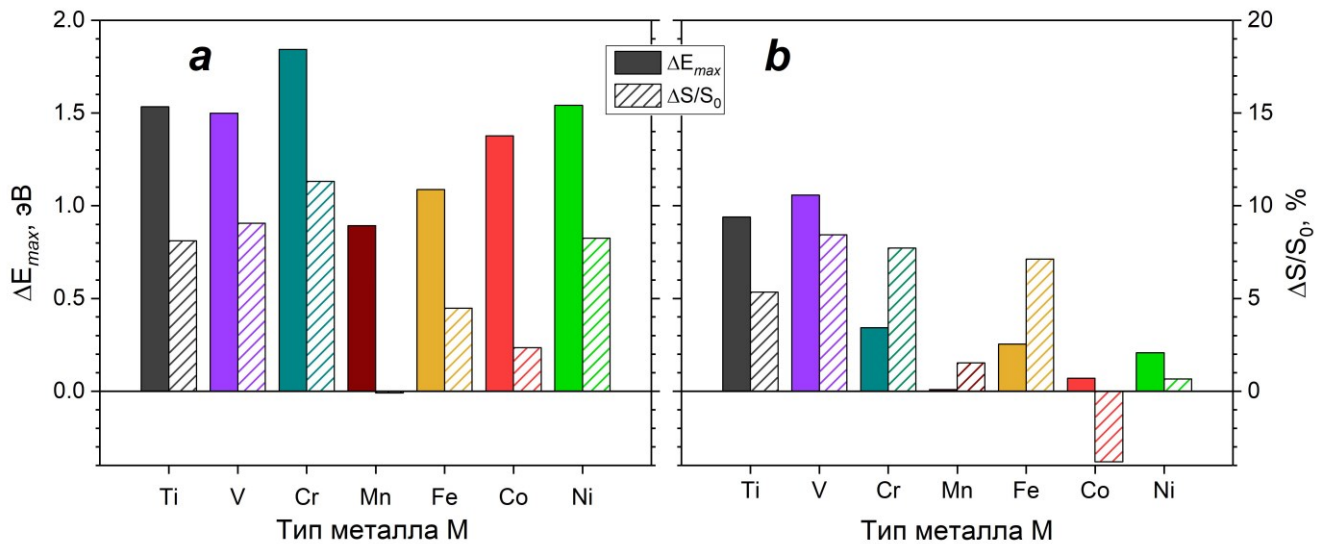 a
b
ΔE_max
ΔS/S_0
ΔE_max, эВ
2.0
1.5
1.0
0.5
0.0
Ti V Cr Mn Fe Co Ni
Тип металла M
Ti V Cr Mn Fe Co Ni
Тип металла M
20
15
10
5
0
ΔS/S_0, %